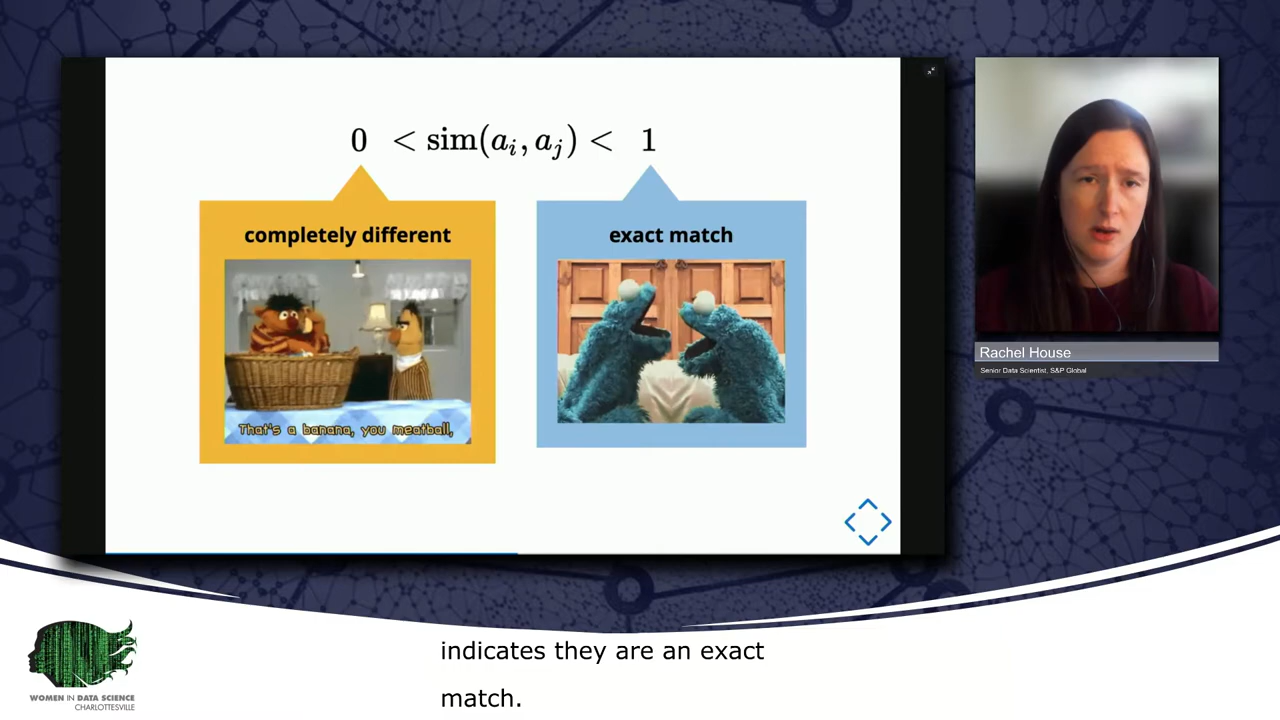 0 < sim(aᵢ, aⱼ) < 1
completely different
exact match
That's a banana, you meatball,
Rachel House
Senior Data Scientist, S&P Global
indicates they are an exact
match.
WOMEN IN DATA SCIENCE
CHARLOTTESVILLE